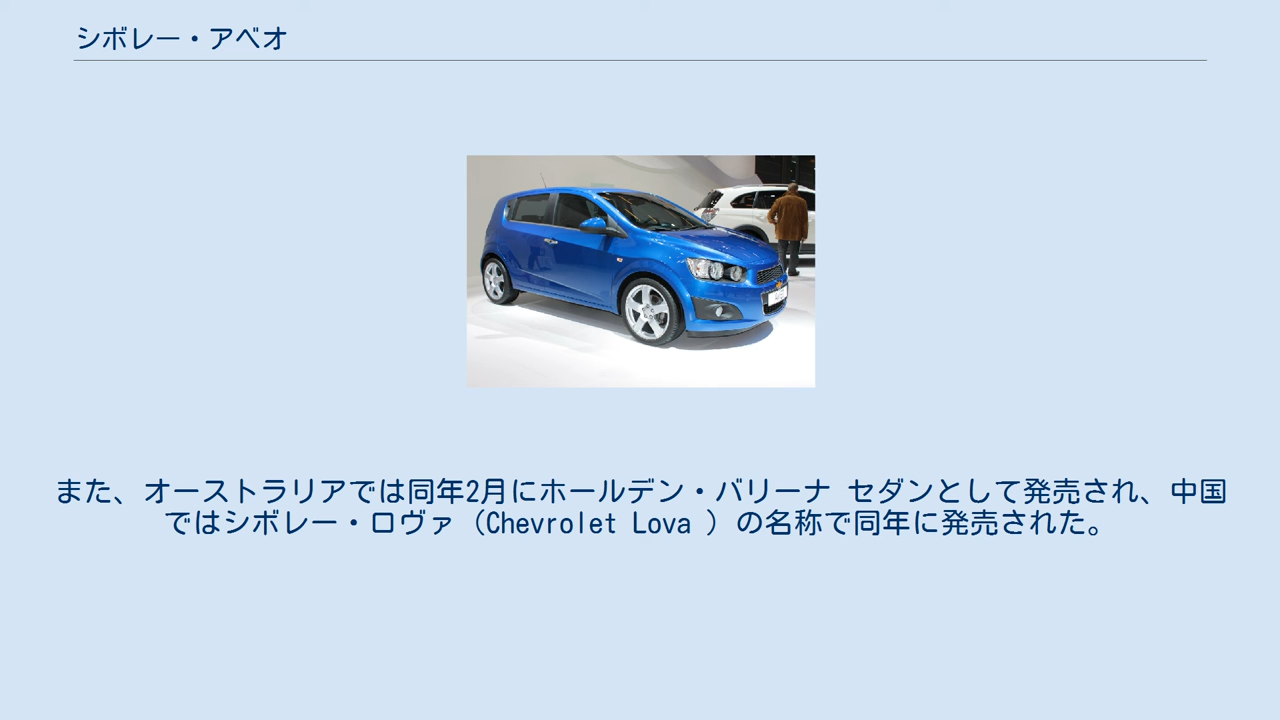 シボレー・アベオ
また、オーストラリアでは同年2月にホールデン・バリーナ セダンとして発売され、中国
ではシボレー・ロヴァ（Chevrolet Lova ）の名称で同年に発売された。